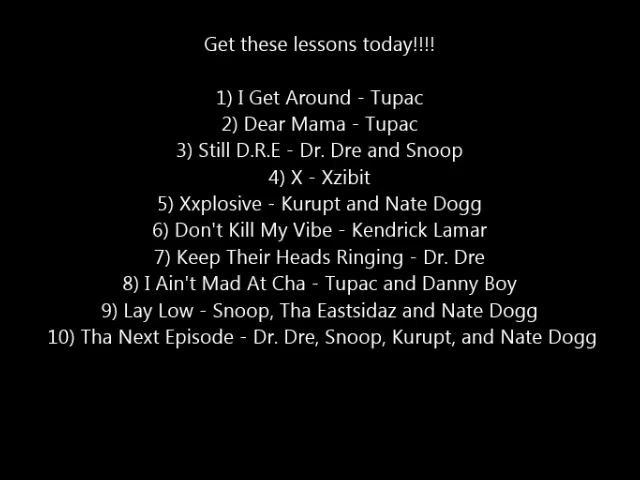 Get these lessons today!!!!
1) I Get Around - Tupac
2) Dear Mama - Tupac
3) Still D.R.E - Dr. Dre and Snoop
4) X - Xzibit
5) Xxplosive - Kurupt and Nate Dogg
6) Don't Kill My Vibe - Kendrick Lamar
7) Keep Their Heads Ringing - Dr. Dre
8) I Ain't Mad At Cha - Tupac and Danny Boy
9) Lay Low - Snoop, Tha Eastsidaz and Nate Dogg
10) Tha Next Episode - Dr. Dre, Snoop, Kurupt, and Nate Dogg